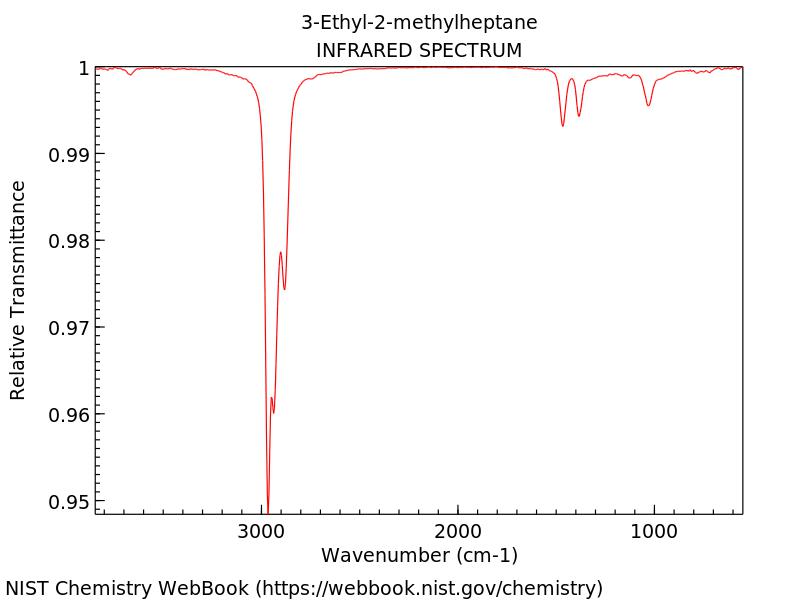 3-Ethyl-2-methylheptane
INFRARED SPECTRUM
1
0.99
0.98
0.97
0.96
0.95
Relative Transmittance
3000 2000 1000
Wavenumber (cm-1)
NIST Chemistry WebBook (https://webbook.nist.gov/chemistry)